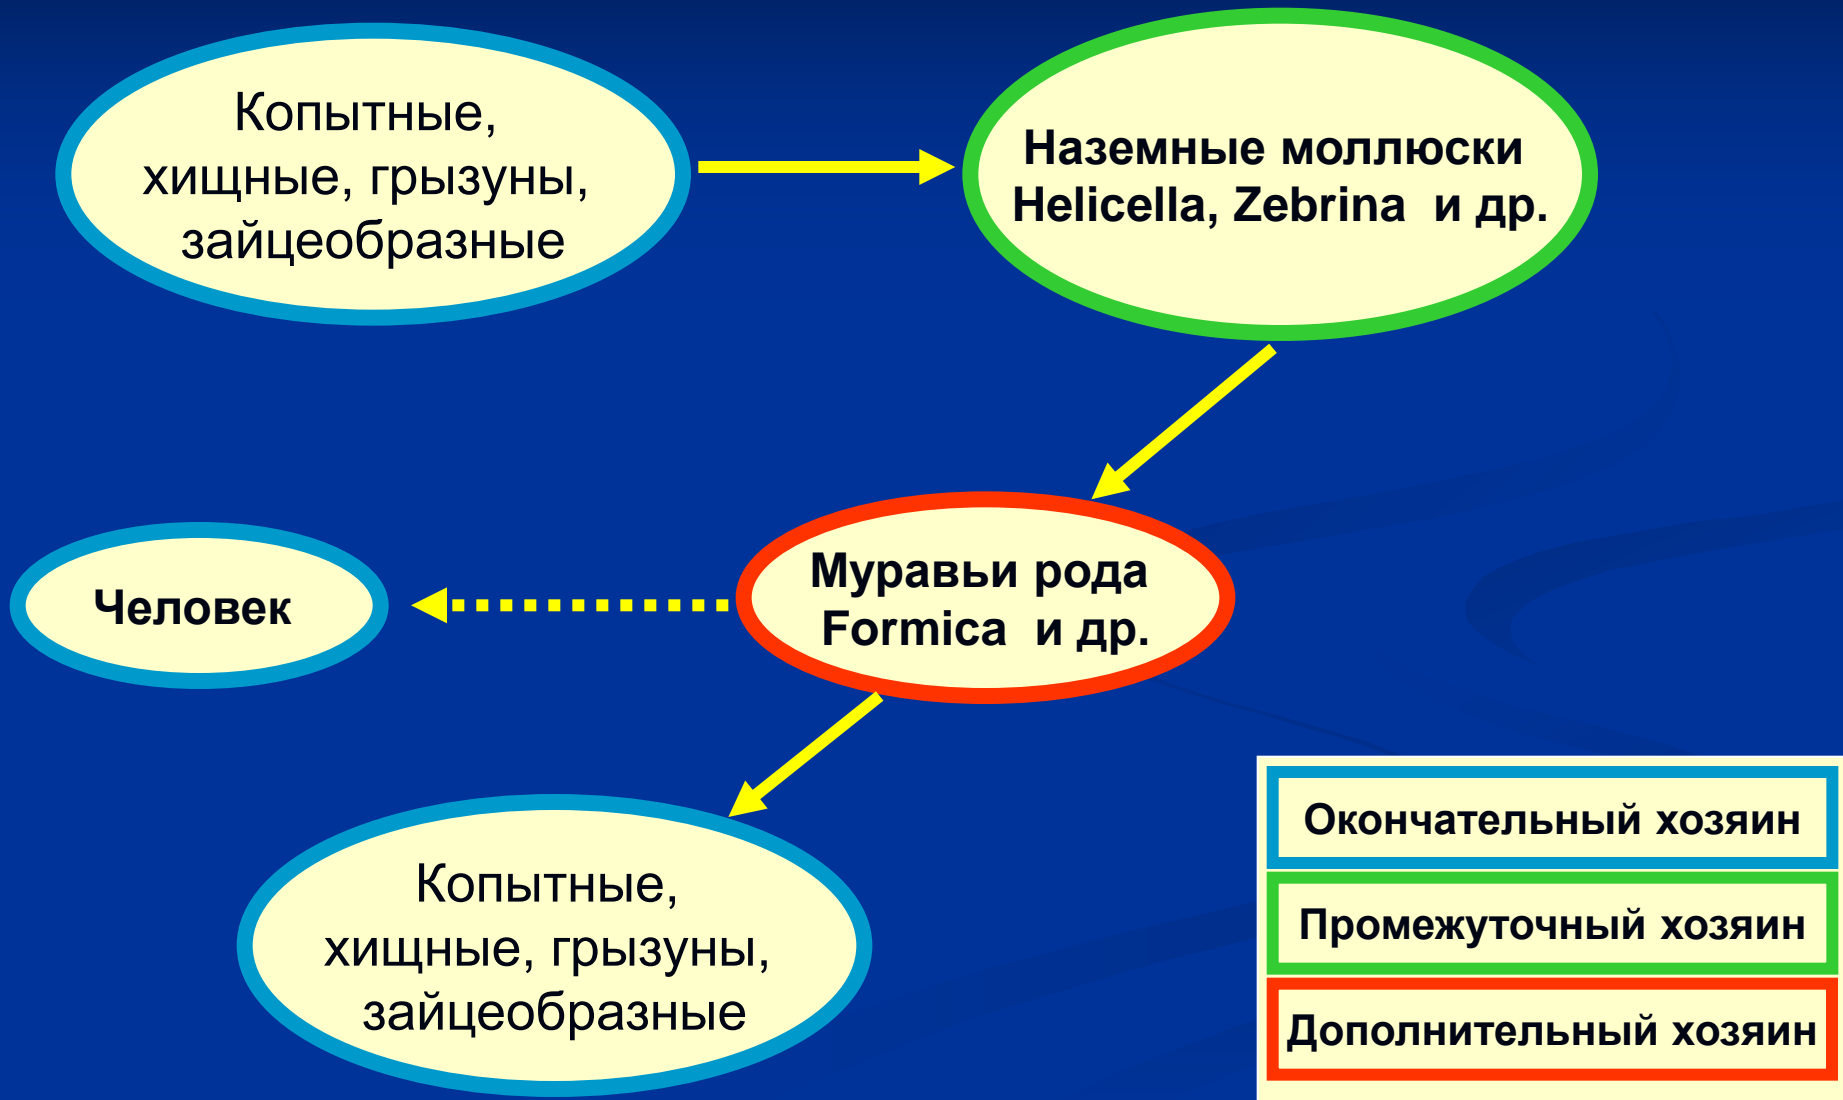 Копытные,
хищные, грызуны,
зайцеобразные
Наземные моллюски
Helicella, Zebrina и др.
Муравьи рода
Formica и др.
Человек
Копытные,
хищные, грызуны,
зайцеобразные
Окончательный хозяин
Промежуточный хозяин
Дополнительный хозяин